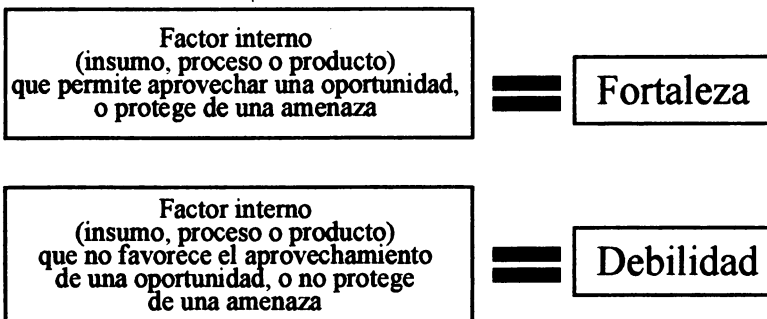 Factor interno
(insumo, proceso o producto)
que permite aprovechar una oportunidad,
o protege de una amenaza
Fortaleza
Factor interno
(insumo, proceso o producto)
que no favorece el aprovechamiento
de una oportunidad, o no protege
de una amenaza
Debilidad